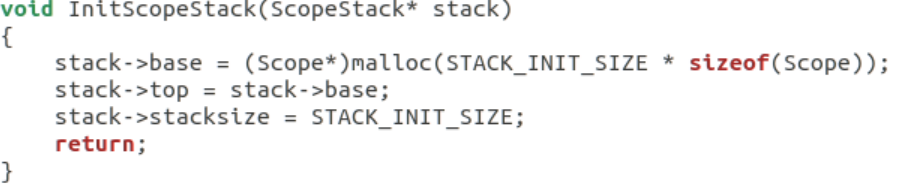 void InitScopeStack(ScopeStack* stack)
{
    stack->base = (Scope*)malloc(STACK_INIT_SIZE * sizeof(Scope));
    stack->top = stack->base;
    stack->stacksize = STACK_INIT_SIZE;
    return;
}